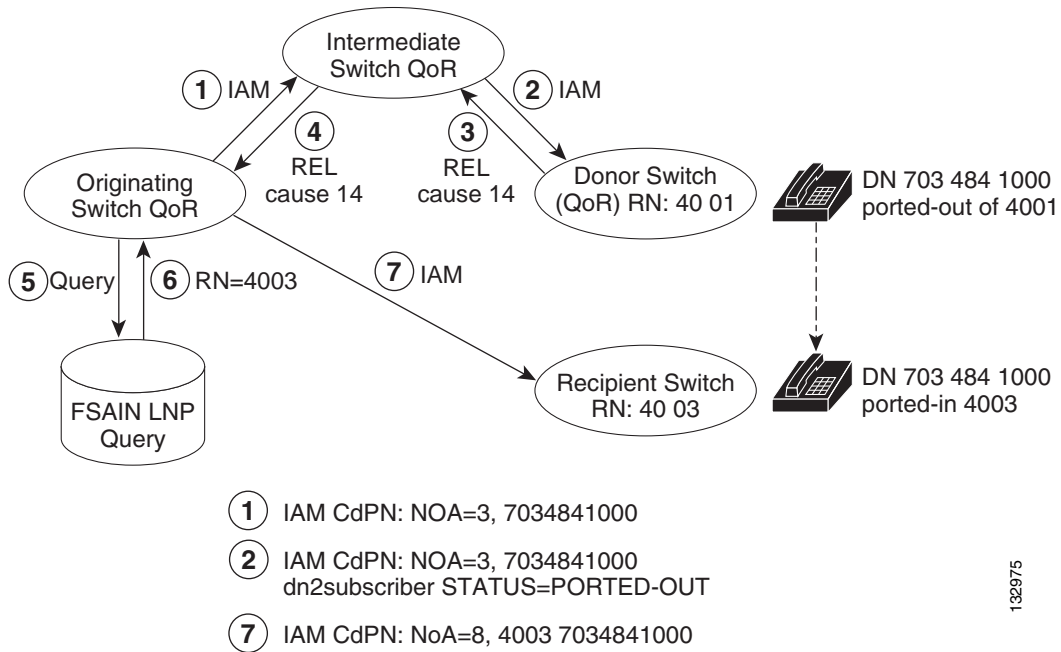 Intermediate
Switch QoR
1 IAM
2 IAM
4
REL
cause 14
3
REL
cause 14
Originating
Switch QoR
Donor Switch
(QoR) RN: 40 01
DN 703 484 1000
ported-out of 4001
5 Query
6 RN=4003
7 IAM
FSAIN LNP
Query
Recipient Switch
RN: 40 03
DN 703 484 1000
ported-in 4003
1 IAM CdPN: NOA=3, 7034841000
2 IAM CdPN: NOA=3, 7034841000
dn2subscriber STATUS=PORTED-OUT
7 IAM CdPN: NoA=8, 4003 7034841000
132975